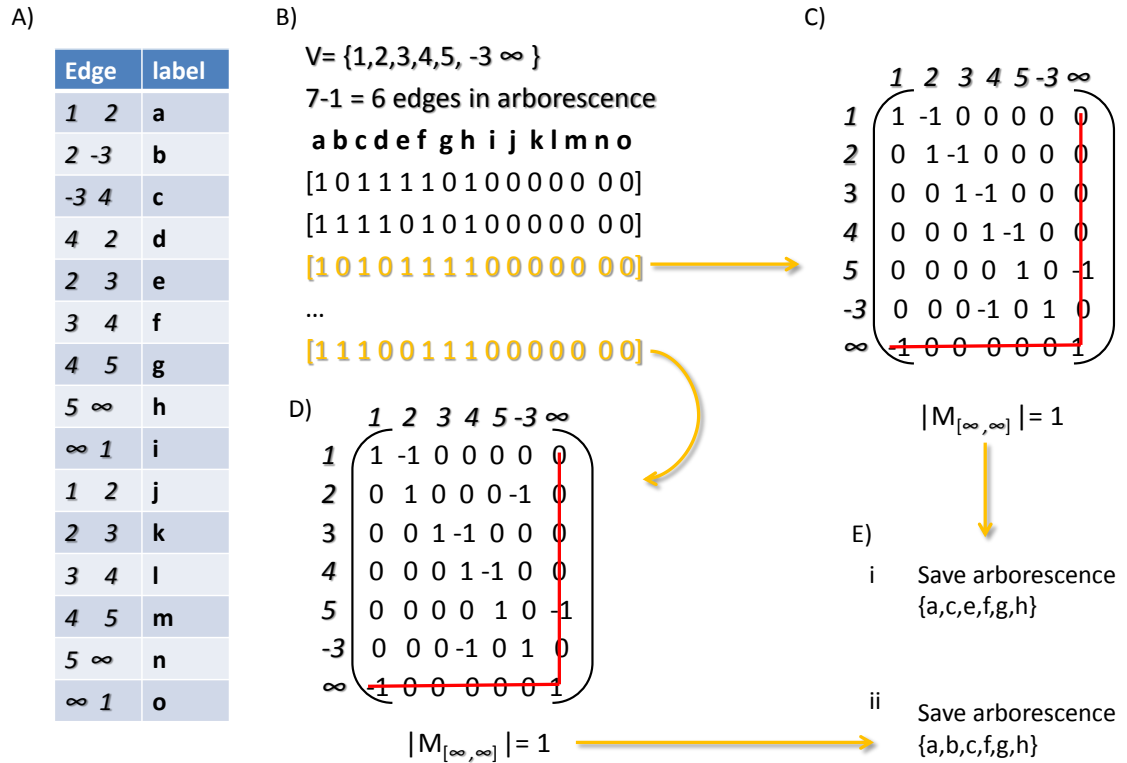 A)
Edge label
1 2 a
2 -3 b
-3 4 c
4 2 d
2 3 e
3 4 f
4 5 g
5 ∞ h
∞ 1 i
1 2 j
2 3 k
3 4 l
4 5 m
5 ∞ n
∞ 1 o
B)
V= {1,2,3,4,5, -3 ∞ }
7-1 = 6 edges in arborescence
a b c d e f g h i j k l m n o
[1 0 1 1 1 1 0 1 0 0 0 0 0 0 0]
[1 1 1 1 0 1 0 1 0 0 0 0 0 0 0]
[1 0 1 0 1 1 1 1 0 0 0 0 0 0 0]
...
[1 1 1 0 0 1 1 1 0 0 0 0 0 0 0]
C)
1 2 3 4 5 -3 ∞
1 1 -1 0 0 0 0 0
2 0 1 -1 0 0 0 0
3 0 0 1 -1 0 0 0
4 0 0 0 1 -1 0 0
5 0 0 0 0 1 0 -1
-3 0 0 0 -1 0 1 0
∞ -1 0 0 0 0 0 1
|M[∞,∞] | = 1
D)
1 2 3 4 5 -3 ∞
1 1 -1 0 0 0 0 0
2 0 1 0 0 0 -1 0
3 0 0 1 -1 0 0 0
4 0 0 0 1 -1 0 0
5 0 0 0 0 1 0 -1
-3 0 0 0 -1 0 1 0
∞ -1 0 0 0 0 0 1
|M[∞,∞] | = 1
E)
i Save arborescence
{a,c,e,f,g,h}
ii Save arborescence
{a,b,c,f,g,h}